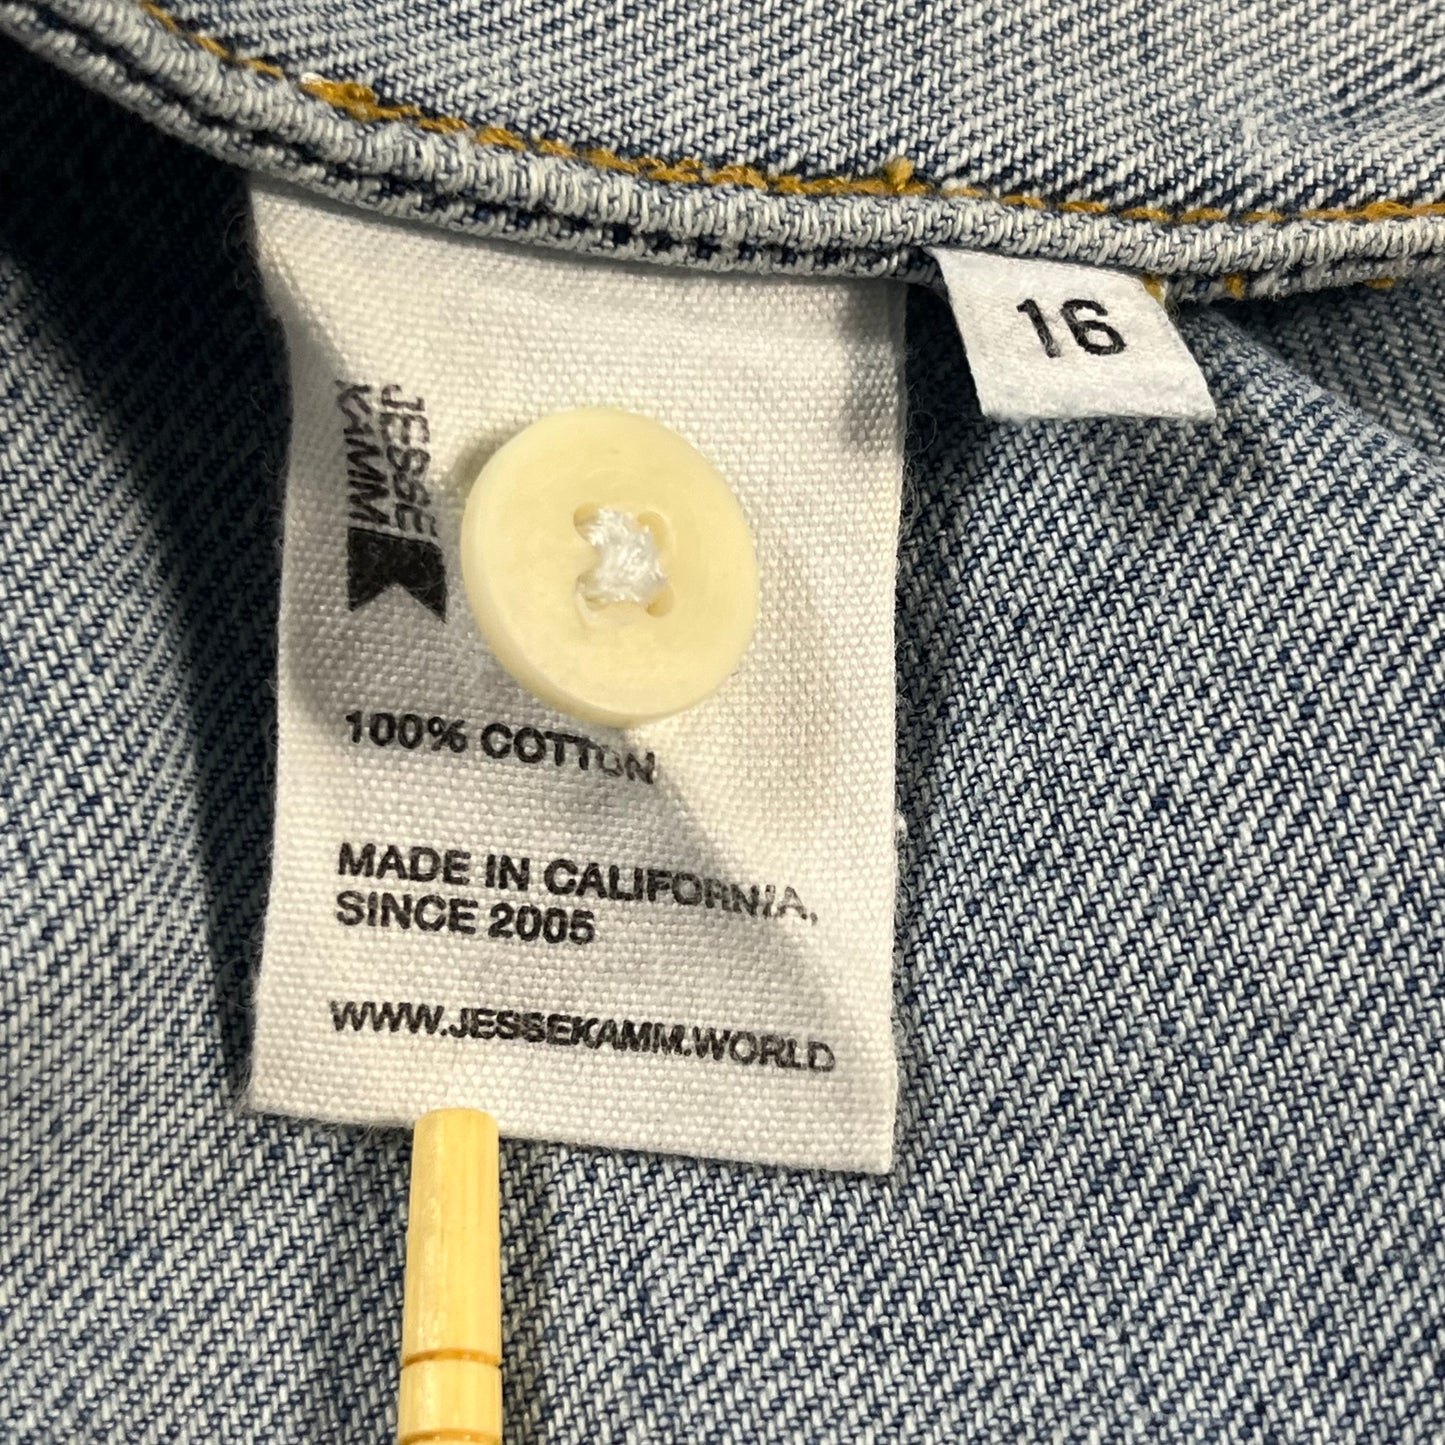 16
JESSE
KAMM
100% COTTON
MADE IN CALIFORNIA,
SINCE 2005
WWW.JESSEKAMM.WORLD